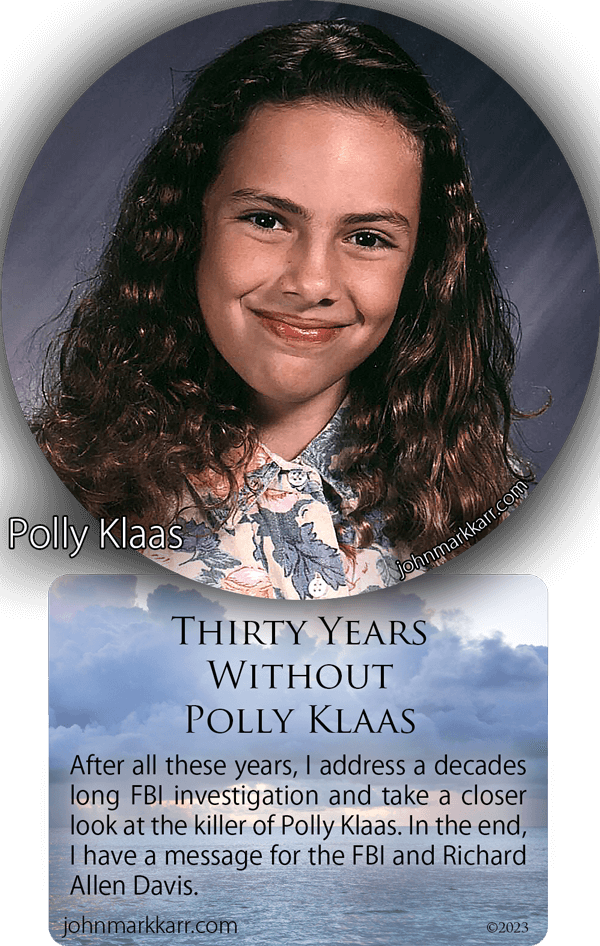 Polly Klaas
johnmarkkarr.com
THIRTY YEARS
WITHOUT
POLLY KLAAS
After all these years, I address a decades
long FBI investigation and take a closer
look at the killer of Polly Klaas. In the end,
I have a message for the FBI and Richard
Allen Davis.
johnmarkkarr.com ©2023